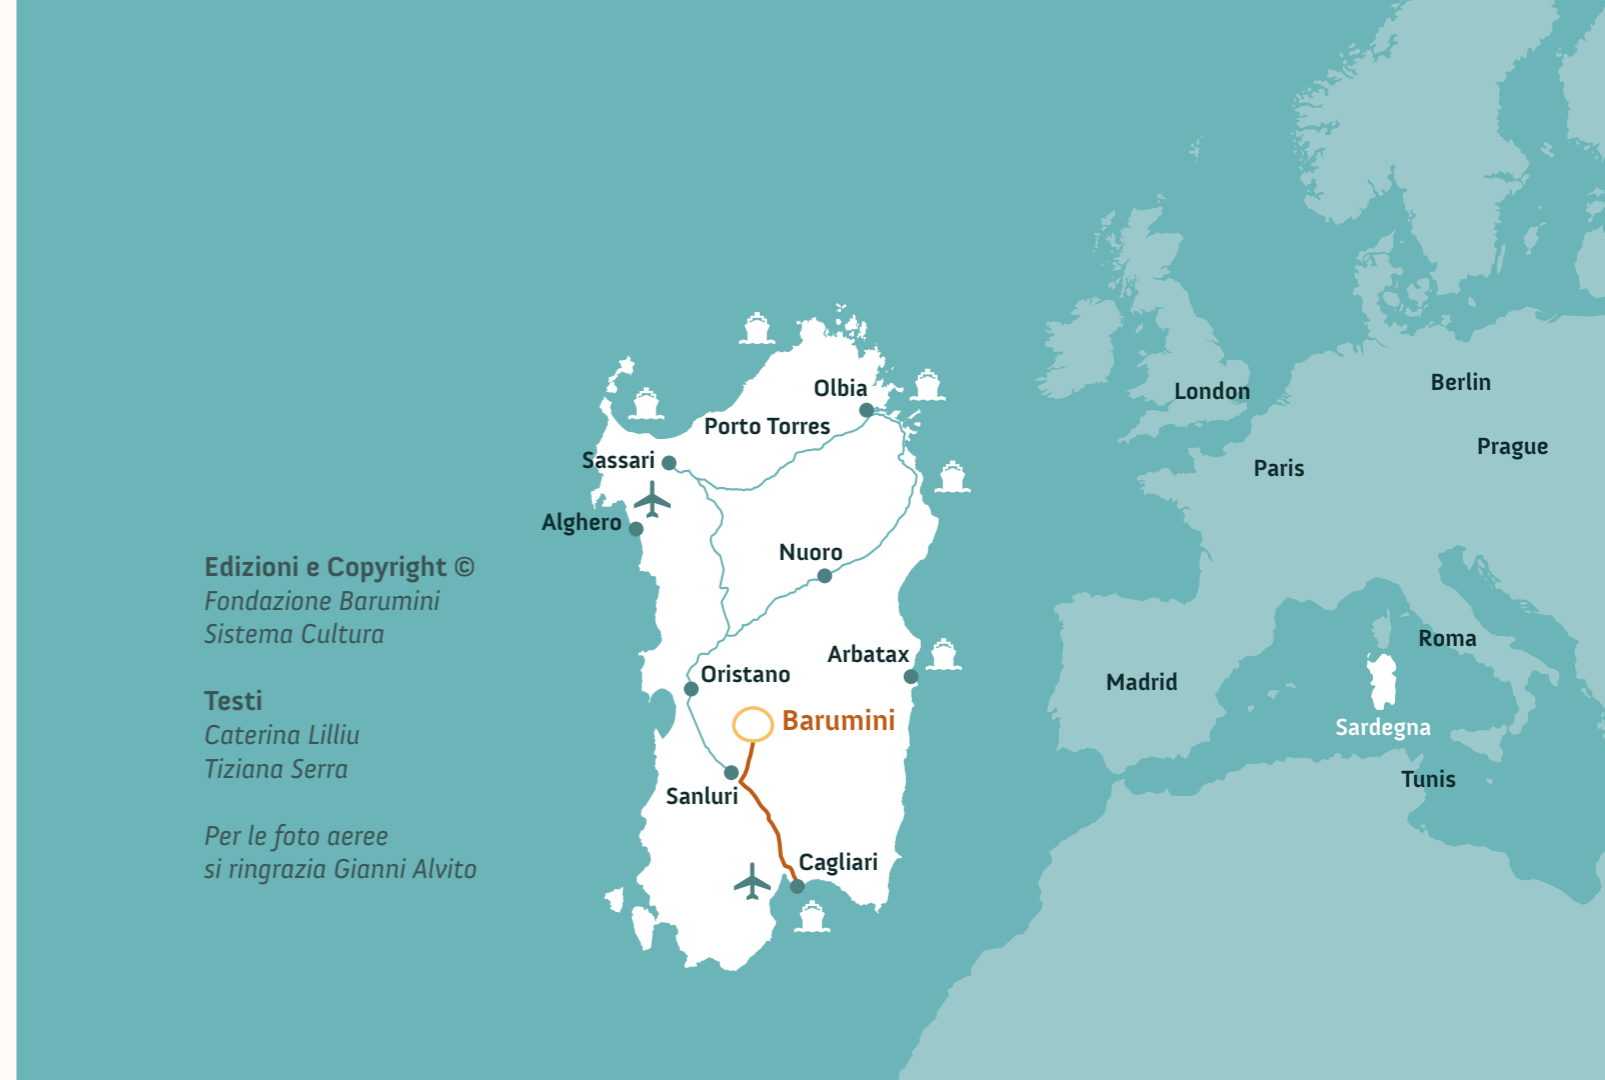 Edizioni e Copyright ©
Fondazione Barumini
Sistema Cultura
Testi
Caterina Lilliu
Tiziana Serra
Per le foto aeree
si ringrazia Gianni Alvito
Olbia
Porto Torres
Sassari
Alghero
Nuoro
Arbatax
Oristano
Barumini
Sanluri
Cagliari
London
Berlin
Prague
Paris
Roma
Madrid
Sardegna
Tunis